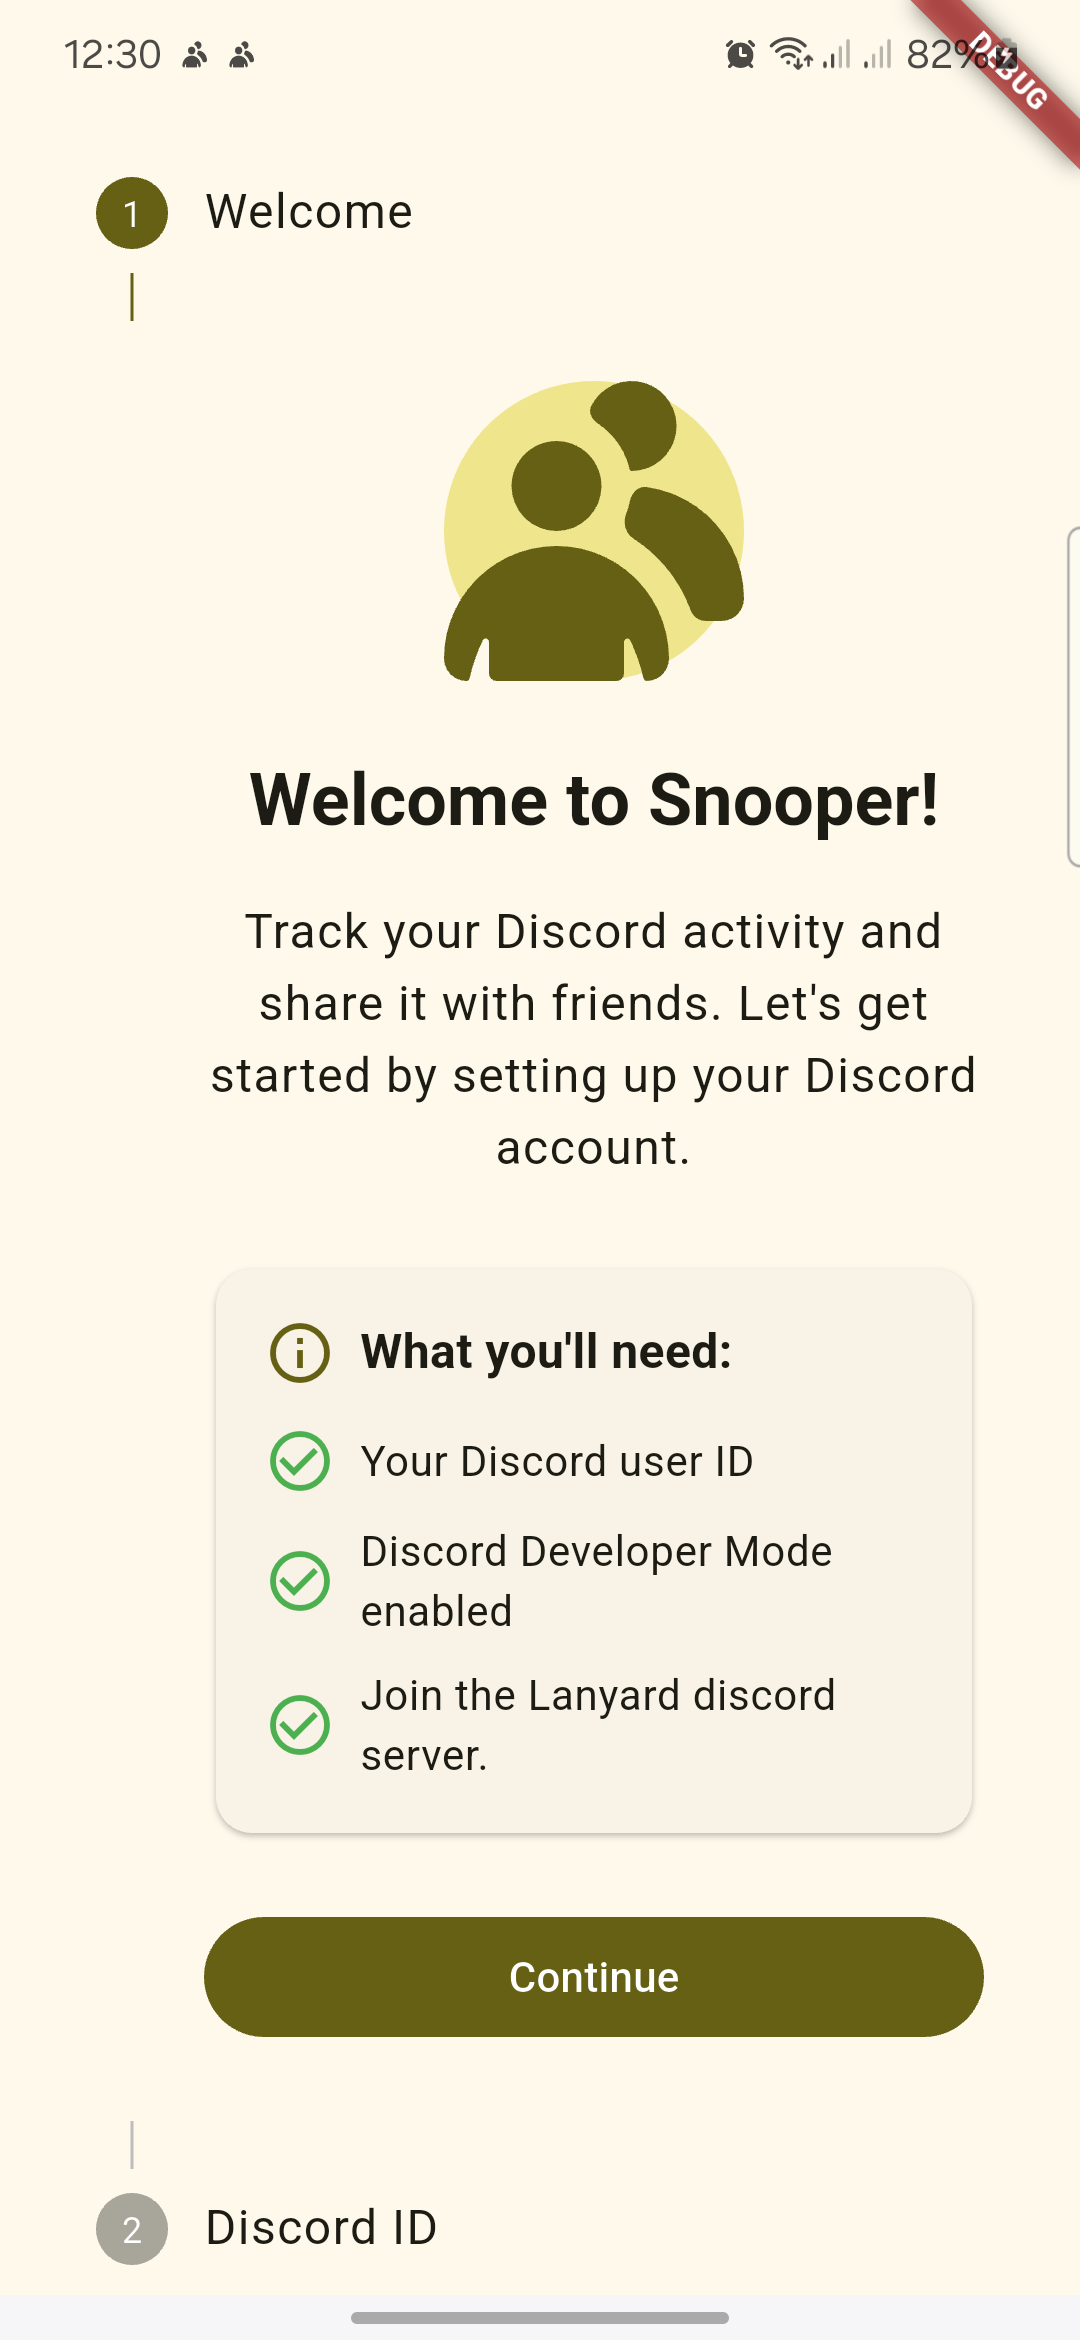 12:30
82%
DEBUG
1 Welcome
Welcome to Snooper!
Track your Discord activity and
share it with friends. Let's get
started by setting up your Discord
account.
What you'll need:
Your Discord user ID
Discord Developer Mode
enabled
Join the Lanyard discord
server.
Continue
2 Discord ID